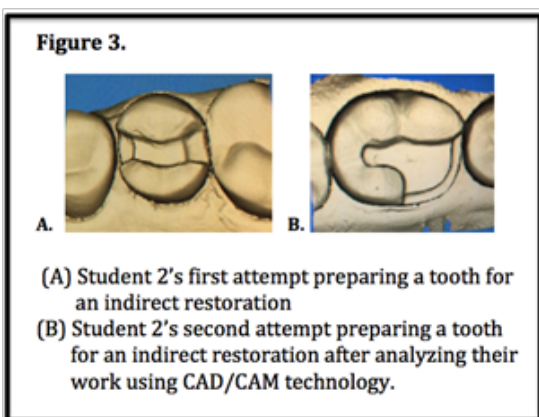 Figure 3.
A. B.
(A) Student 2's first attempt preparing a tooth for
an indirect restoration
(B) Student 2's second attempt preparing a tooth
for an indirect restoration after analyzing their
work using CAD/CAM technology.